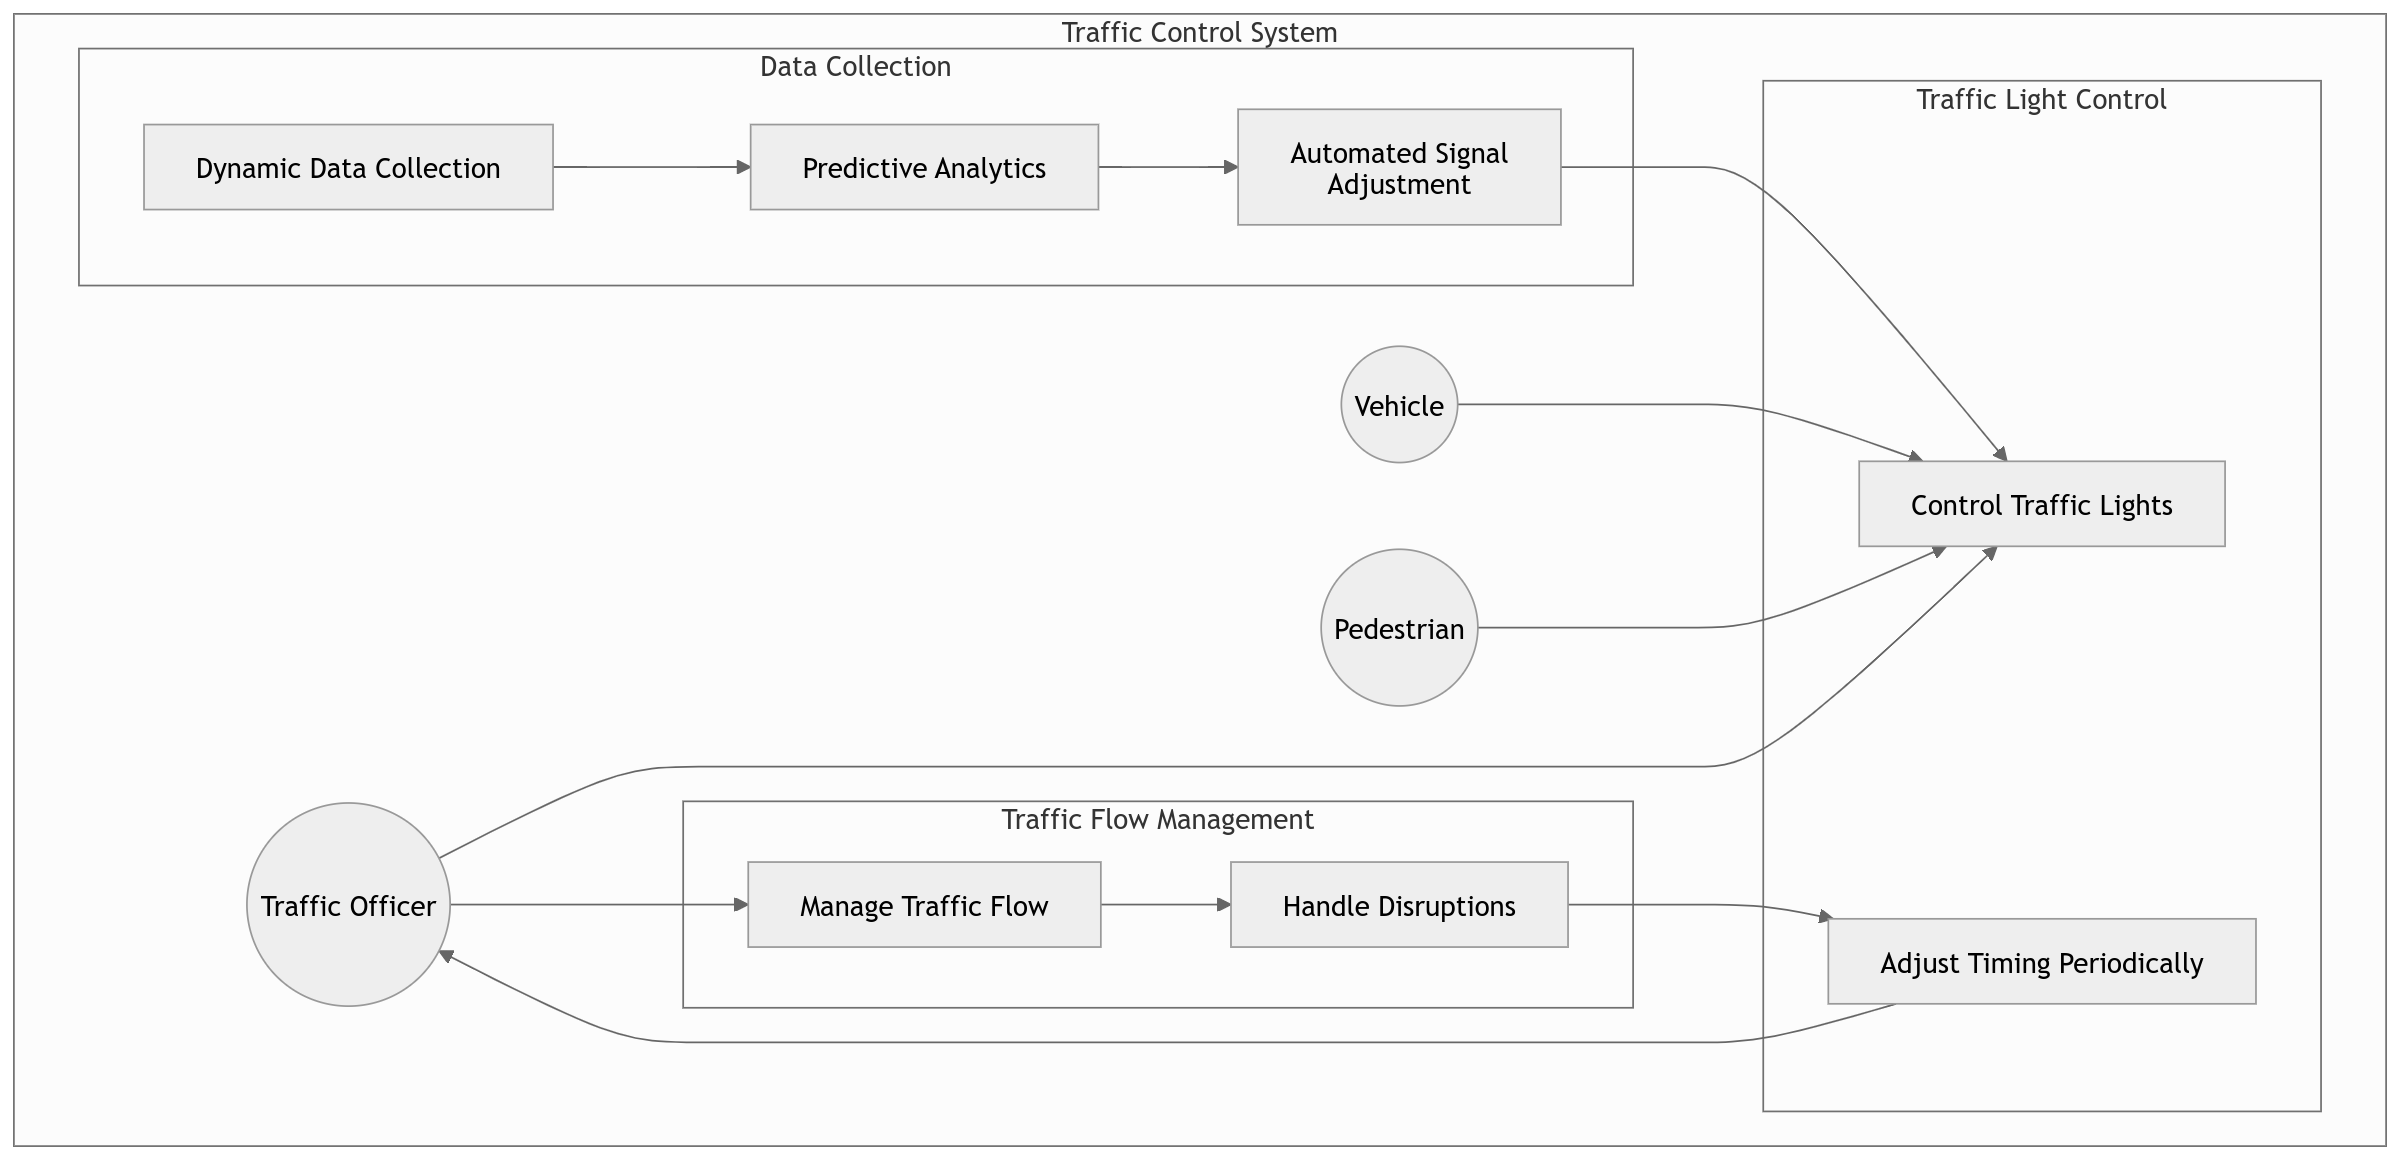 Traffic Control System
Data Collection
Traffic Light Control
Dynamic Data Collection
Predictive Analytics
Automated Signal
Adjustment
Vehicle
Control Traffic Lights
Pedestrian
Traffic Flow Management
Traffic Officer
Manage Traffic Flow
Handle Disruptions
Adjust Timing Periodically